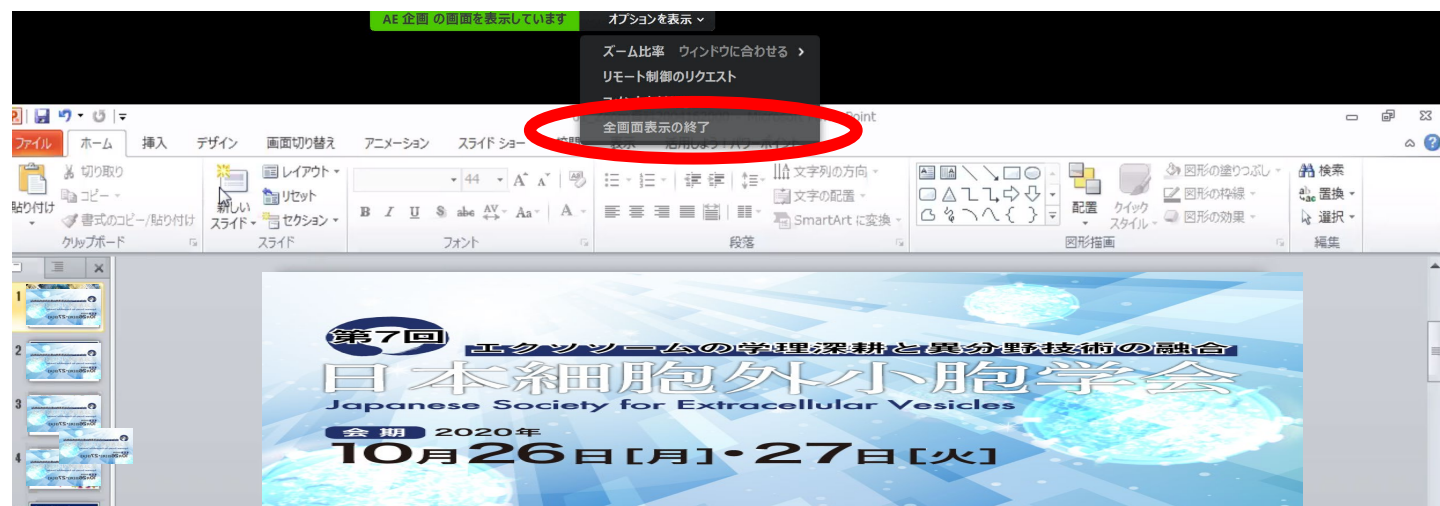 AE 企画 の画面を表示しています オプションを表示
ズーム比率 ウィンドウに合わせる
リモート制御のリクエスト
全画面表示の終了
Point
ファイル ホーム 挿入 デザイン 画面切り替え アニメーション スライド ショー
切り取り
コピー
書式のコピー/貼り付け
貼り付け
クリップボード
新しい
スライド
レイアウト
リセット
セクション
スライド
44
B I U S abc AV Aa A
フォント
文字列の方向
文字の配置
SmartArt に変換
段落
配置
クイック
スタイル
図形の塗りつぶし
図形の枠線
図形の効果
図形描画
検索
置換
選択
編集
1
2
3
4
第7回 エクソソームの学理深耕と異分野技術の融合
日本細胞外小胞学会
Japanese Society for Extracellular Vesicles
会期 2020年
10月26日[月]・27日[火]